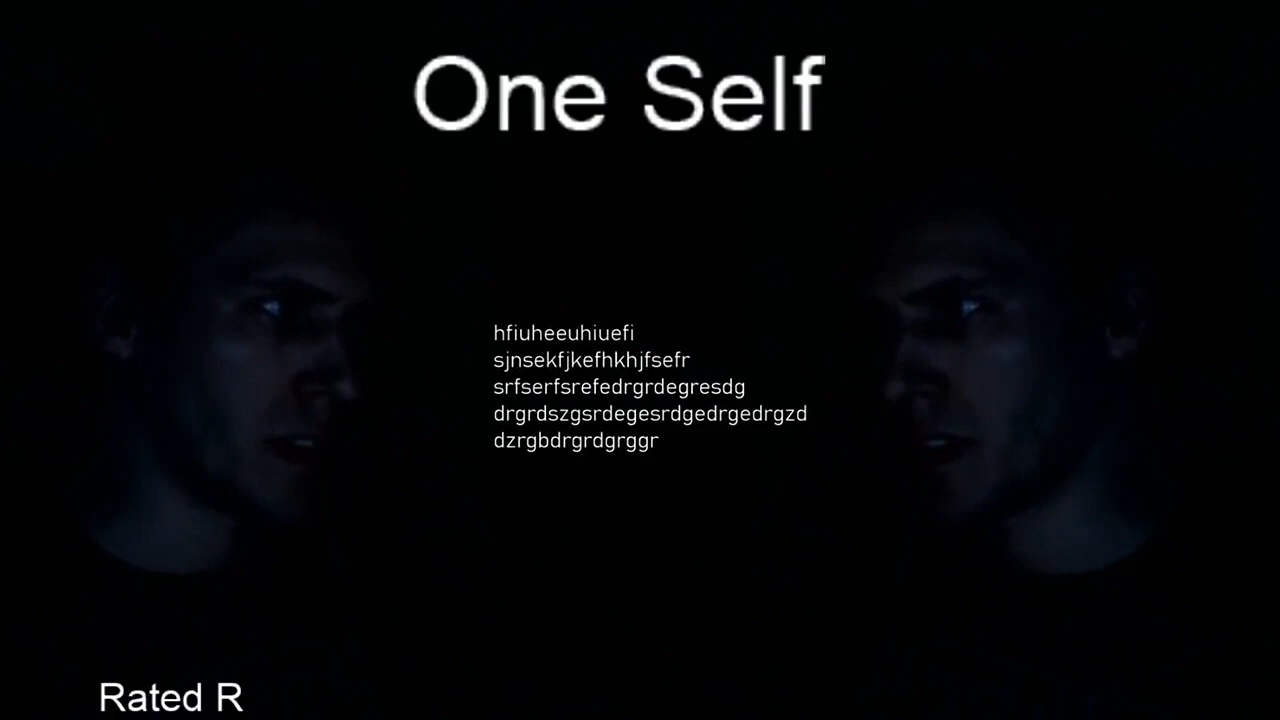 One Self
hfiuheeuhiuefi
sjnsekfjkefhkhjfsefr
srfserfsrefedrgrdegresdg
drgrdszgsrdegesrdgedrgedrgzd
dzrgbdrgrdgrggr
Rated R